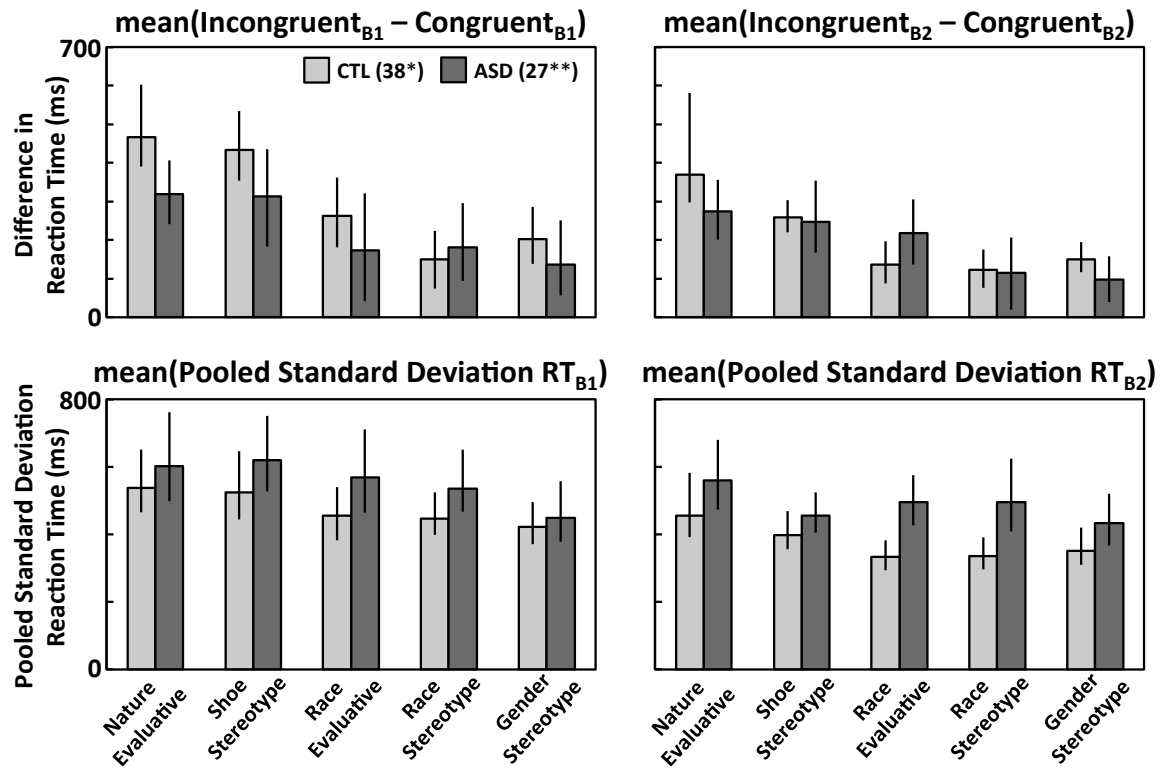 mean(Incongruent_B1 – Congruent_B1)
mean(Incongruent_B2 – Congruent_B2)
Difference in
Reaction Time (ms)
700
0
CTL (38*)
ASD (27**)
mean(Pooled Standard Deviation RT_B1)
mean(Pooled Standard Deviation RT_B2)
Pooled Standard Deviation
Reaction Time (ms)
800
0
Nature
Evaluative
Shoe
Stereotype
Race
Evaluative
Race
Stereotype
Gender
Stereotype
Nature
Evaluative
Shoe
Stereotype
Race
Evaluative
Race
Stereotype
Gender
Stereotype